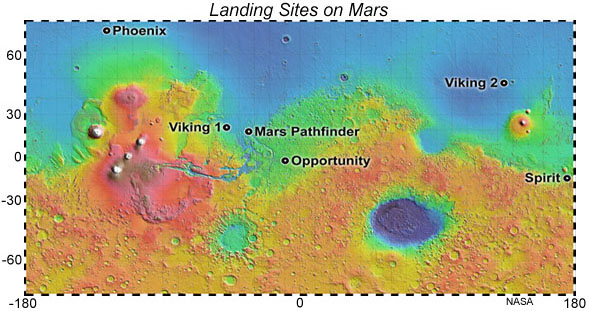 Landing Sites on Mars
Phoenix
60
Viking 2
30
Viking 1
Mars Pathfinder
0
Opportunity
Spirit
-30
-60
-180
0
NASA
180